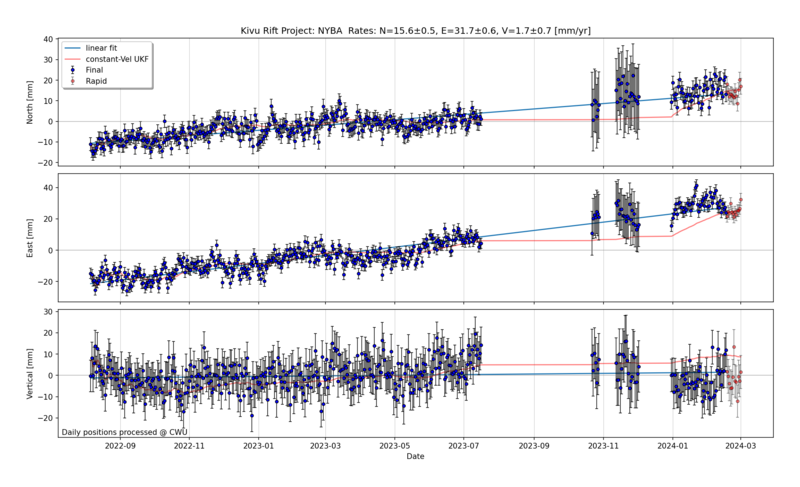 Kivu Rift Project: NYBA  Rates: N=15.6±0.5, E=31.7±0.6, V=1.7±0.7 [mm/yr]
linear fit
constant-Vel UKF
Final
Rapid
North [mm]
40
30
20
10
0
−10
−20
East [mm]
40
20
0
−20
Vertical [mm]
30
20
10
0
−10
−20
Daily positions processed @ CWU
2022-09 2022-11 2023-01 2023-03 2023-05 2023-07 2023-09 2023-11 2024-01 2024-03
Date